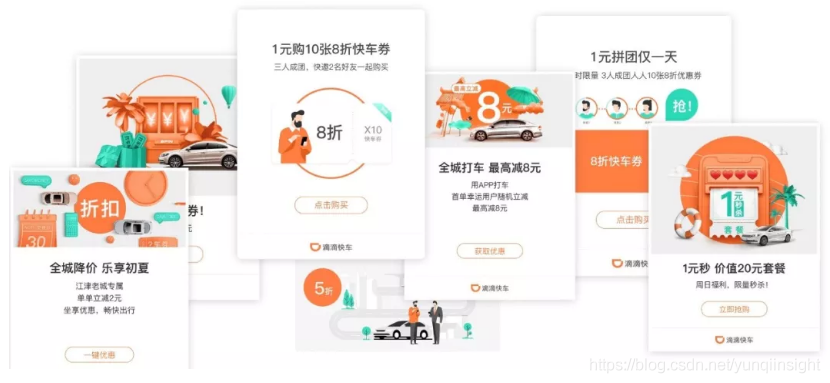 1元购10张8折快车券
三人成团，快邀2名好友一起购买
8折
X10
快车券
点击购买
滴滴快车
1元拼团仅一天
时限量 3人成团人人10张8折优惠券
抢！
8折快车券
点击购买
滴滴快车
最高立减
8元
全城打车 最高减8元
用APP打车
首单幸运用户随机立减
最高减8元
获取优惠
滴滴快车
1元秒杀
套餐
1元秒 价值20元套餐
周日福利，限量秒杀！
立即抢购
滴滴快车
¥ ¥ ¥
券！
折扣
30
全城降价 乐享初夏
江津老城专属
单单立减2元
坐享优惠，畅快出行
一键优惠
5折
https://blog.csdn.net/yunqiinsight